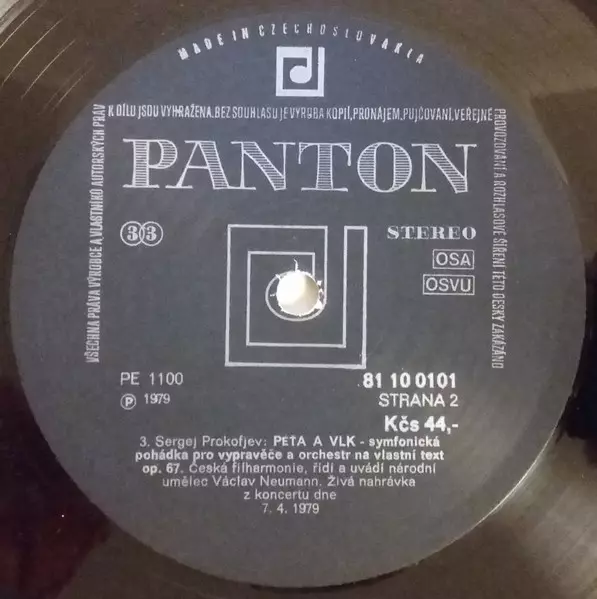 MADE IN CZECHOSLOVAKIA
VŠECHNA PRÁVA VÝROBCE A VLASTNÍHO AUTORSKÝCH PRÁV
K DÍLU JSOU VYHRAŽENA. BEZ SOUHLASU JE VÝROBA KOPIÍ, PRONÁJEM, PUJČOVÁNÍ, VEŘEJNÉ
PROVOZOVÁNÍ A ROZHLASOVÉ ŠÍŘENÍ TÉTO DESKY ZAKÁZÁNO
PANTON
33
STEREO
OSA
OSVU
PE 1100
81 10 0101
Ⓟ 1979
STRANA 2
Kčs 44,-
3. Sergej Prokofjev: PEŤA A VLK - symfonická
pohádka pro vypravěče a orchestr na vlastní text
op. 67. Česká filharmonie, řídí a uvádí národní
umělec Václav Neumann. Živá nahrávka
z koncertu dne
7. 4. 1979